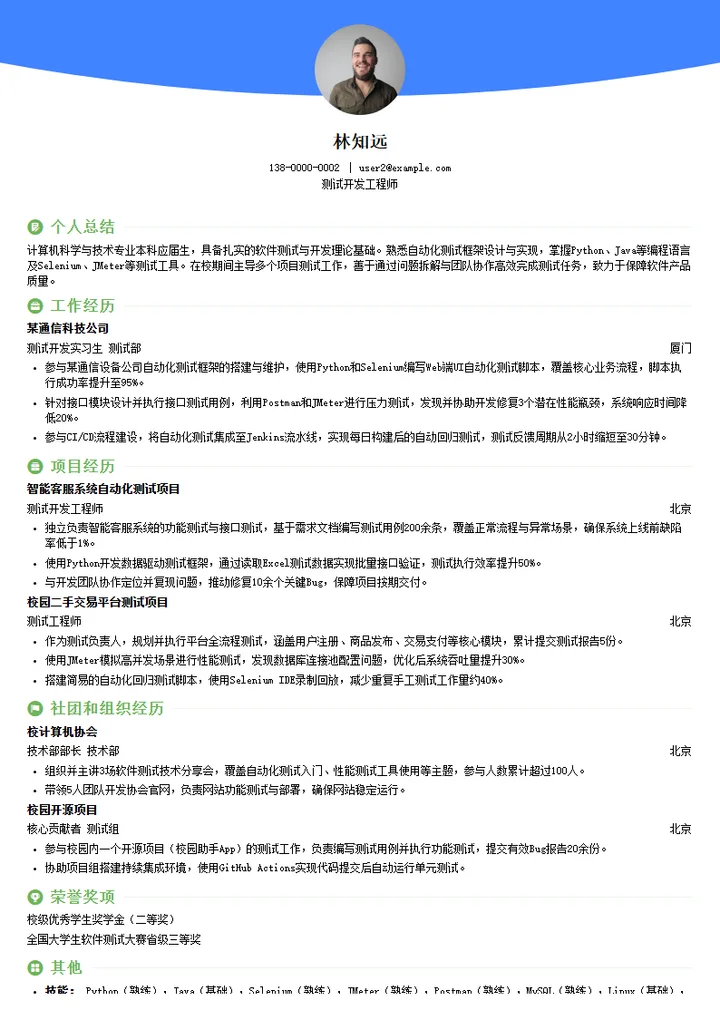 林知远
138-0000-0002 | user2@example.com
测试开发工程师
个人总结
计算机科学与技术专业本科应届生，具备扎实的软件测试与开发理论基础。熟悉自动化测试框架设计与实现，掌握Python、Java等编程语言
及Selenium、JMeter等测试工具。在校期间主导多个项目测试工作，善于通过问题拆解与团队协作高效完成测试任务，致力于保障软件产品
质量。
工作经历
某通信科技公司
测试开发实习生 测试部 厦门
• 参与某通信设备公司自动化测试框架的搭建与维护，使用Python和Selenium编写Web端UI自动化测试脚本，覆盖核心业务流程，脚本执
行成功率提升至95%。
• 针对接口模块设计并执行接口测试用例，利用Postman和JMeter进行压力测试，发现并协助开发修复3个潜在性能瓶颈，系统响应时间降
低20%。
• 参与CI/CD流程建设，将自动化测试集成至Jenkins流水线，实现每日构建后的自动回归测试，测试反馈周期从2小时缩短至30分钟。
项目经历
智能客服系统自动化测试项目
测试开发工程师 北京
• 独立负责智能客服系统的功能测试与接口测试，基于需求文档编写测试用例200余条，覆盖正常流程与异常场景，确保系统上线前缺陷
率低于1%。
• 使用Python开发数据驱动测试框架，通过读取Excel测试数据实现批量接口验证，测试执行效率提升50%。
• 与开发团队协作定位并复现问题，推动修复10余个关键Bug，保障项目按期交付。
校园二手交易平台测试项目
测试工程师 北京
• 作为测试负责人，规划并执行平台全流程测试，涵盖用户注册、商品发布、交易支付等核心模块，累计提交测试报告5份。
• 使用JMeter模拟高并发场景进行性能测试，发现数据库连接池配置问题，优化后系统吞吐量提升30%。
• 搭建简易的自动化回归测试脚本，使用Selenium IDE录制回放，减少重复手工测试工作量约40%。
社团和组织经历
校计算机协会
技术部部长 技术部 北京
• 组织并主讲3场软件测试技术分享会，覆盖自动化测试入门、性能测试工具使用等主题，参与人数累计超过100人。
• 带领5人团队开发协会官网，负责网站功能测试与部署，确保网站稳定运行。
校园开源项目
核心贡献者 测试组 北京
• 参与校园内一个开源项目（校园助手App）的测试工作，负责编写测试用例并执行功能测试，提交有效Bug报告20余份。
• 协助项目组搭建持续集成环境，使用GitHub Actions实现代码提交后自动运行单元测试。
荣誉奖项
校级优秀学生奖学金（二等奖）
全国大学生软件测试大赛省级三等奖
其他
• 技能： Python（熟练），Java（基础），Selenium（熟练），JMeter（熟练），Postman（熟练），MySQL（熟练），Linux（基础），